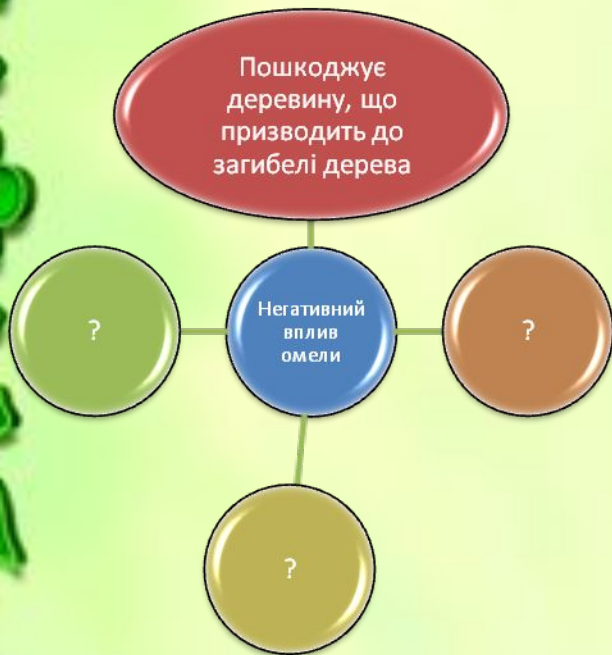 Пошкоджує
деревину, що
призводить до
загибелі дерева
?
Негативний
вплив
омели
?
?